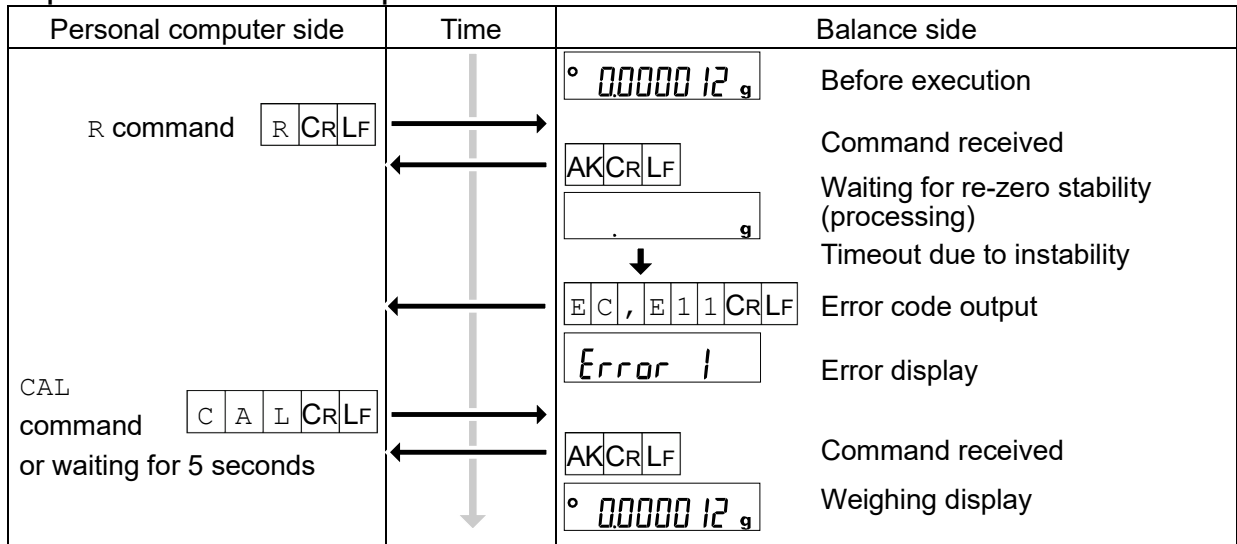 Personal computer side Time Balance side
° 0.000012 g Before execution
R command R CR LF
Command received
AK CR LF
Waiting for re-zero stability
(processing)
. g
Timeout due to instability
E C , E 1 1 CR LF Error code output
Error 1 Error display
CAL
command C A L CR LF
or waiting for 5 seconds
AK CR LF Command received
° 0.000012 g Weighing display